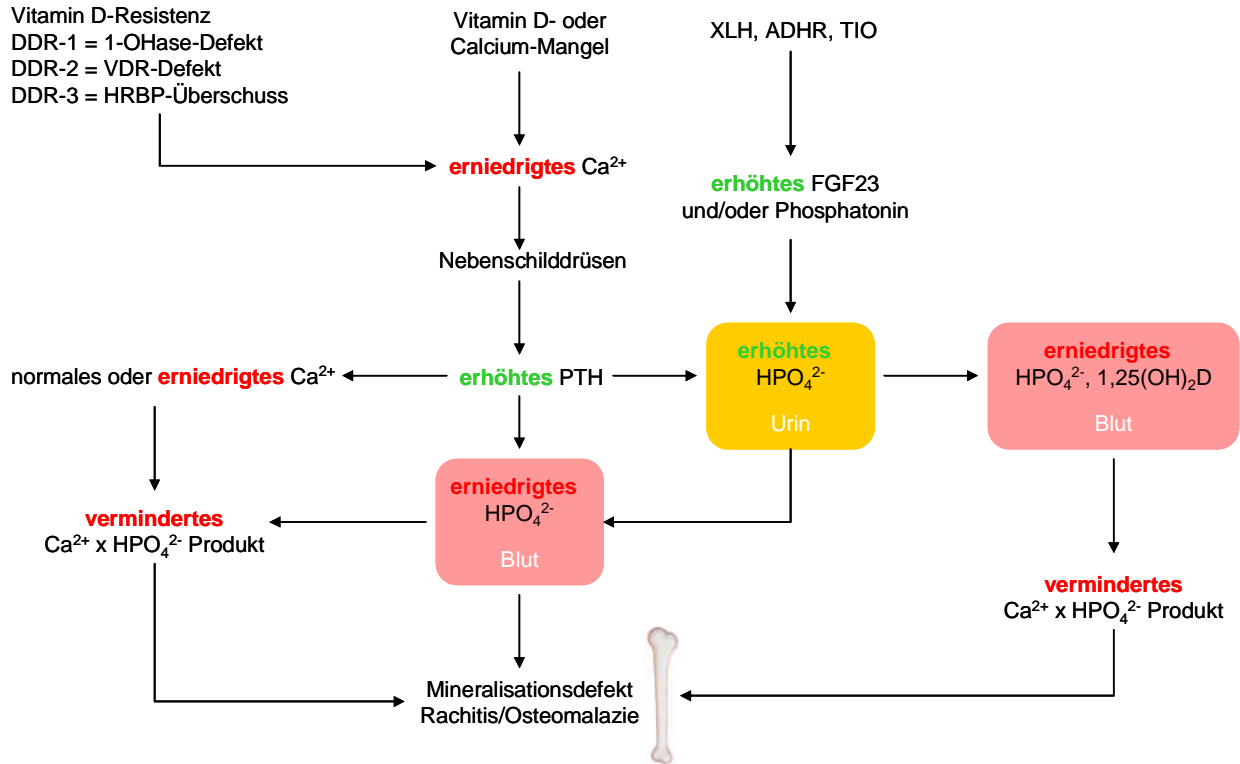 Vitamin D-Resistenz
DDR-1 = 1-OHase-Defekt
DDR-2 = VDR-Defekt
DDR-3 = HRBP-Überschuss
Vitamin D- oder
Calcium-Mangel
XLH, ADHR, TIO
erniedrigtes Ca²⁺
erhöhtes FGF23
und/oder Phosphatonin
Nebenschilddrüsen
normales oder erniedrigtes Ca²⁺
erhöhtes PTH
erhöhtes
HPO₄²⁻
Urin
erniedrigtes
HPO₄²⁻, 1,25(OH)₂D
Blut
vermindertes
Ca²⁺ x HPO₄²⁻ Produkt
erniedrigtes
HPO₄²⁻
Blut
vermindertes
Ca²⁺ x HPO₄²⁻ Produkt
Mineralisationsdefekt
Rachitis/Osteomalazie